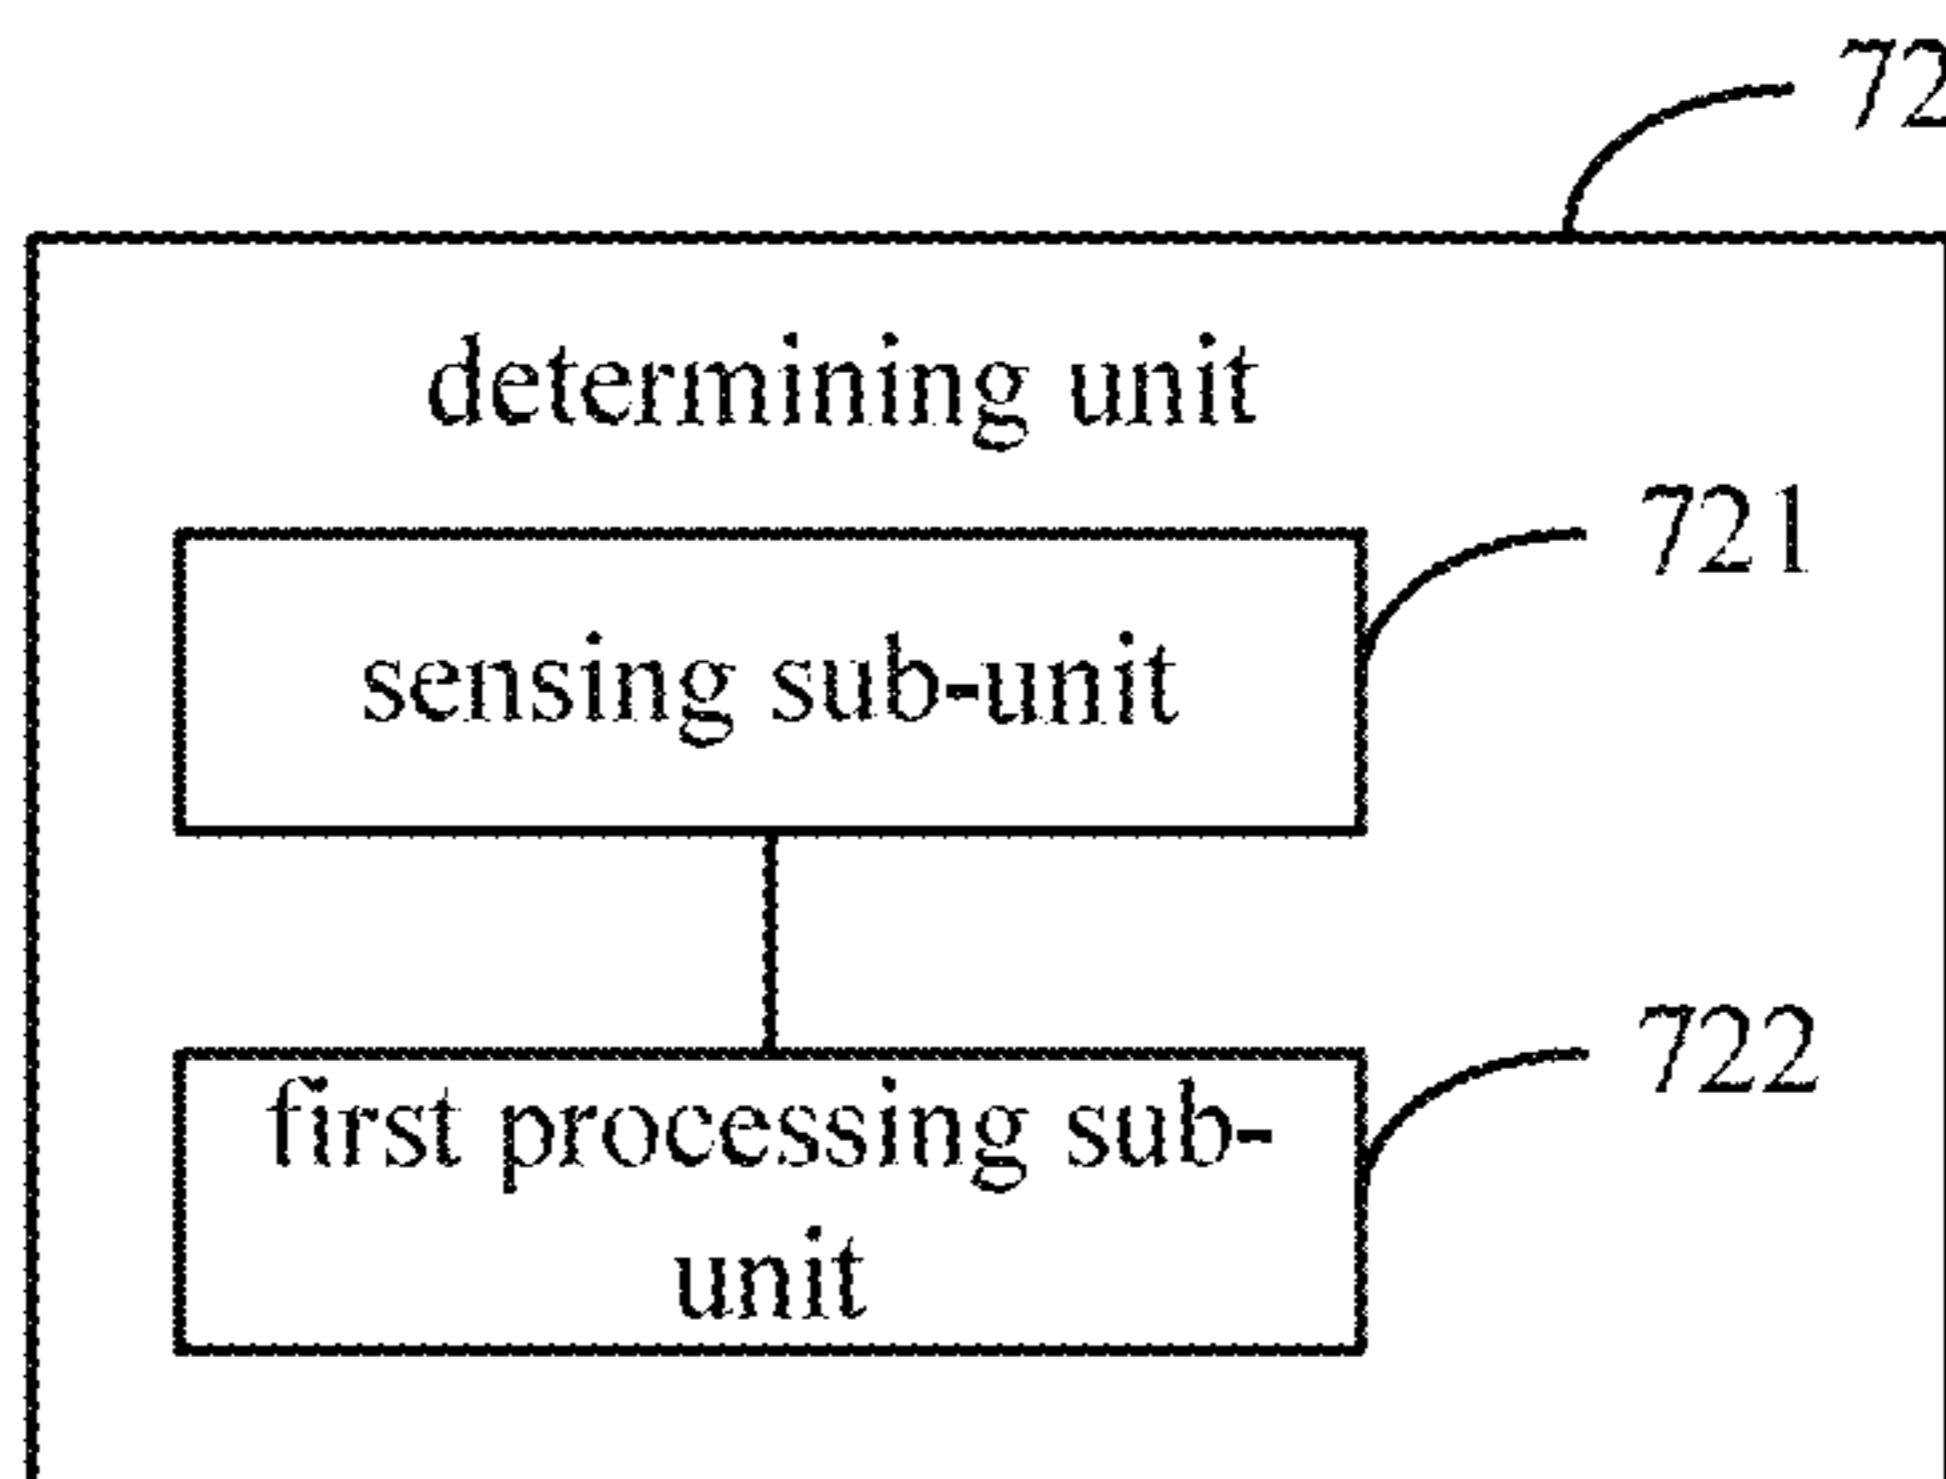 72
determining unit
721
sensing sub-unit
722
first processing sub-
unit